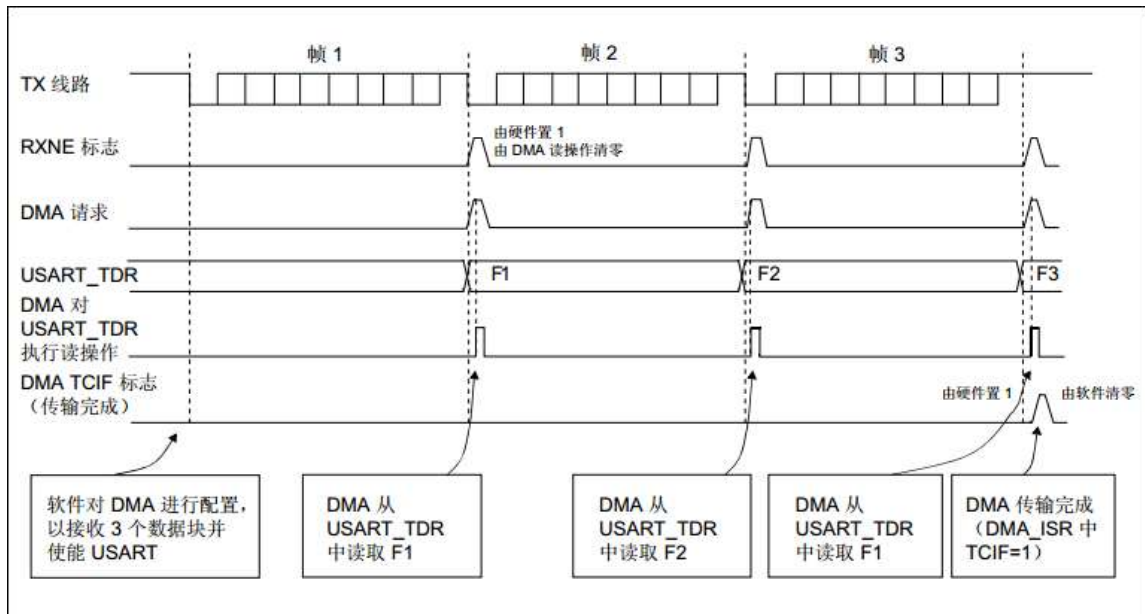 帧 1
帧 2
帧 3
TX 线路
RXNE 标志
由硬件置 1
由 DMA 读操作清零
DMA 请求
USART_TDR
F1
F2
F3
DMA 对
USART_TDR
执行读操作
DMA TCIF 标志
（传输完成）
由硬件置 1
由软件清零
软件对 DMA 进行配置，
以接收 3 个数据块并
使能 USART
DMA 从
USART_TDR
中读取 F1
DMA 从
USART_TDR
中读取 F2
DMA 从
USART_TDR
中读取 F1
DMA 传输完成
（DMA_ISR 中
TCIF=1）